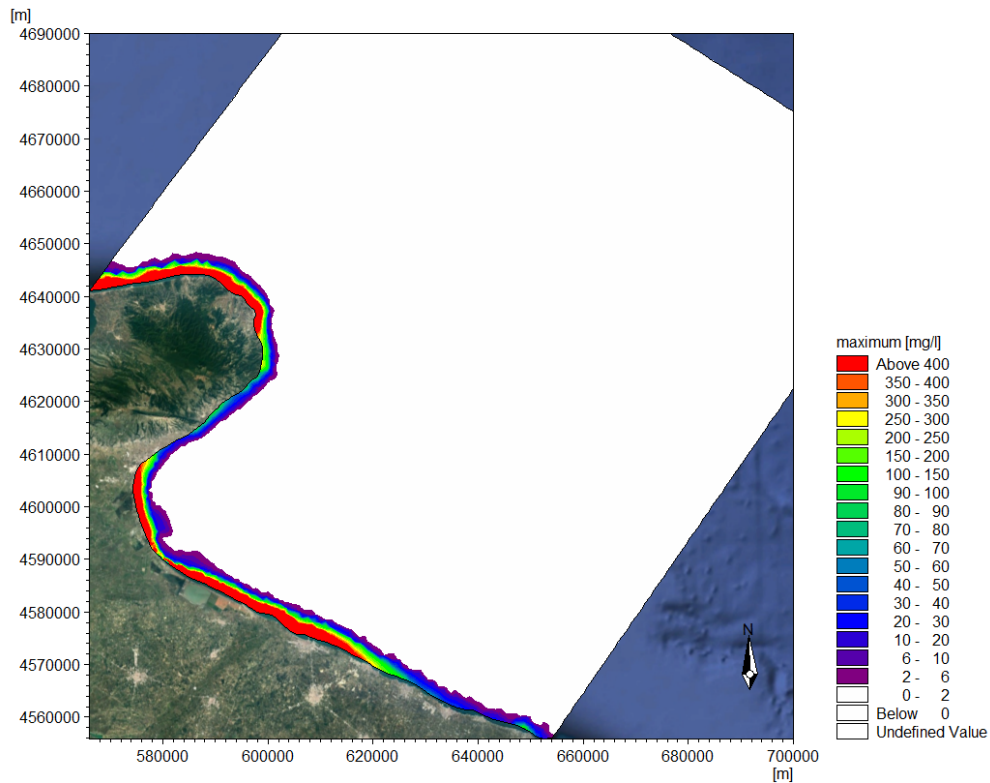 [m]
4690000
4680000
4670000
4660000
4650000
4640000
4630000
4620000
4610000
4600000
4590000
4580000
4570000
4560000
580000 600000 620000 640000 660000 680000 700000
[m]
N
maximum [mg/l]
Above 400
350 - 400
300 - 350
250 - 300
200 - 250
150 - 200
100 - 150
90 - 100
80 - 90
70 - 80
60 - 70
50 - 60
40 - 50
30 - 40
20 - 30
10 - 20
6 - 10
2 - 6
0 - 2
Below 0
Undefined Value